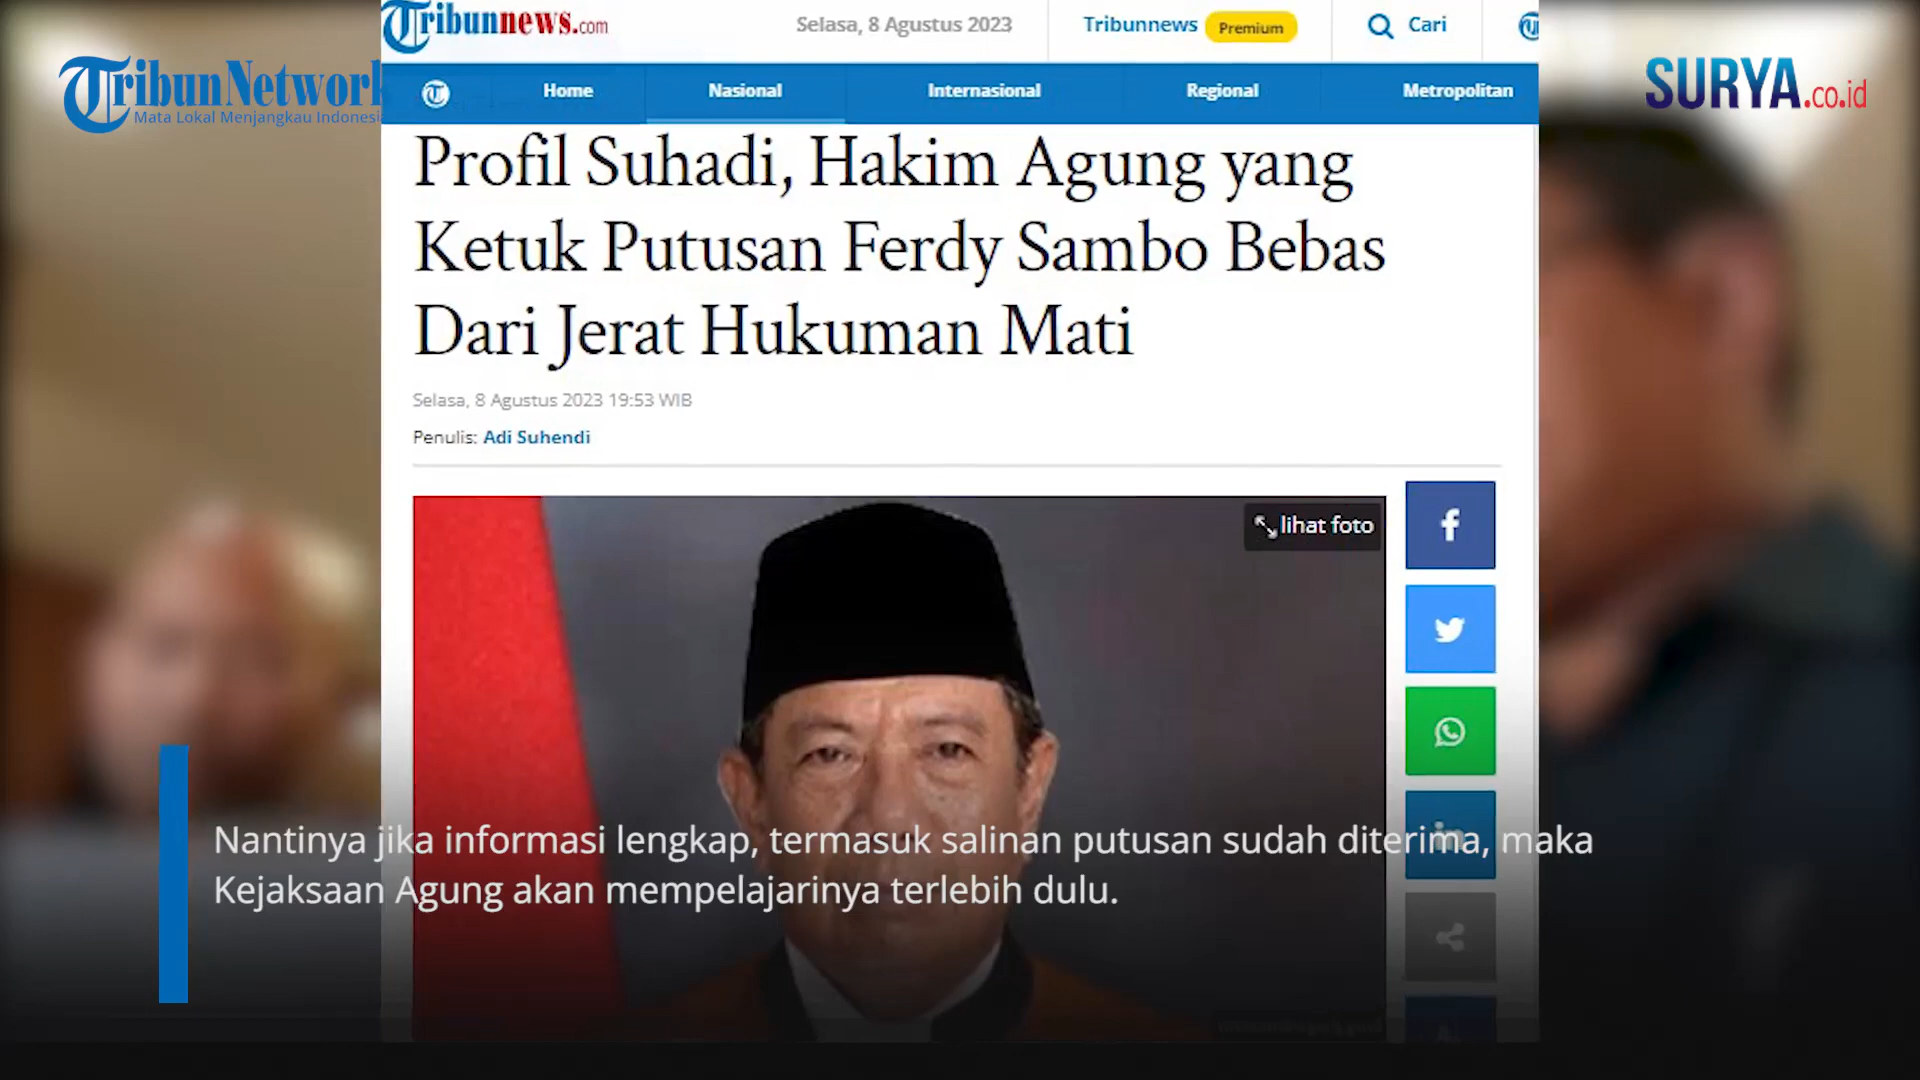 Tribunnews.com
Selasa, 8 Agustus 2023
Tribunnews Premium
Cari
TribunNetwork
Mata Lokal Menjangkau Indonesi
SURYA.co.id
Home
Nasional
Internasional
Regional
Metropolitan
Profil Suhadi, Hakim Agung yang
Ketuk Putusan Ferdy Sambo Bebas
Dari Jerat Hukuman Mati
Selasa, 8 Agustus 2023 19:53 WIB
Penulis: Adi Suhendi
lihat foto
Nantinya jika informasi lengkap, termasuk salinan putusan sudah diterima, maka
Kejaksaan Agung akan mempelajarinya terlebih dulu.